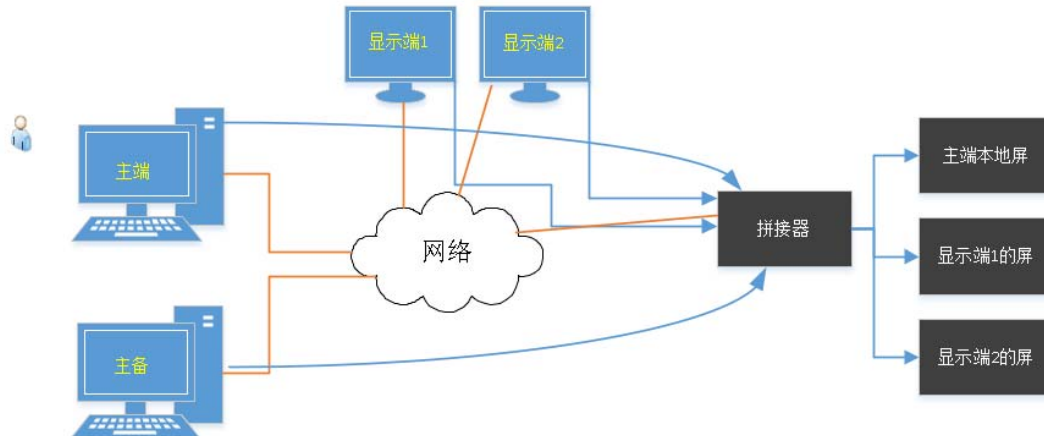 显示端1
显示端2
主端
主端本地屏
网络
拼接器
显示端1的屏
主备
显示端2的屏